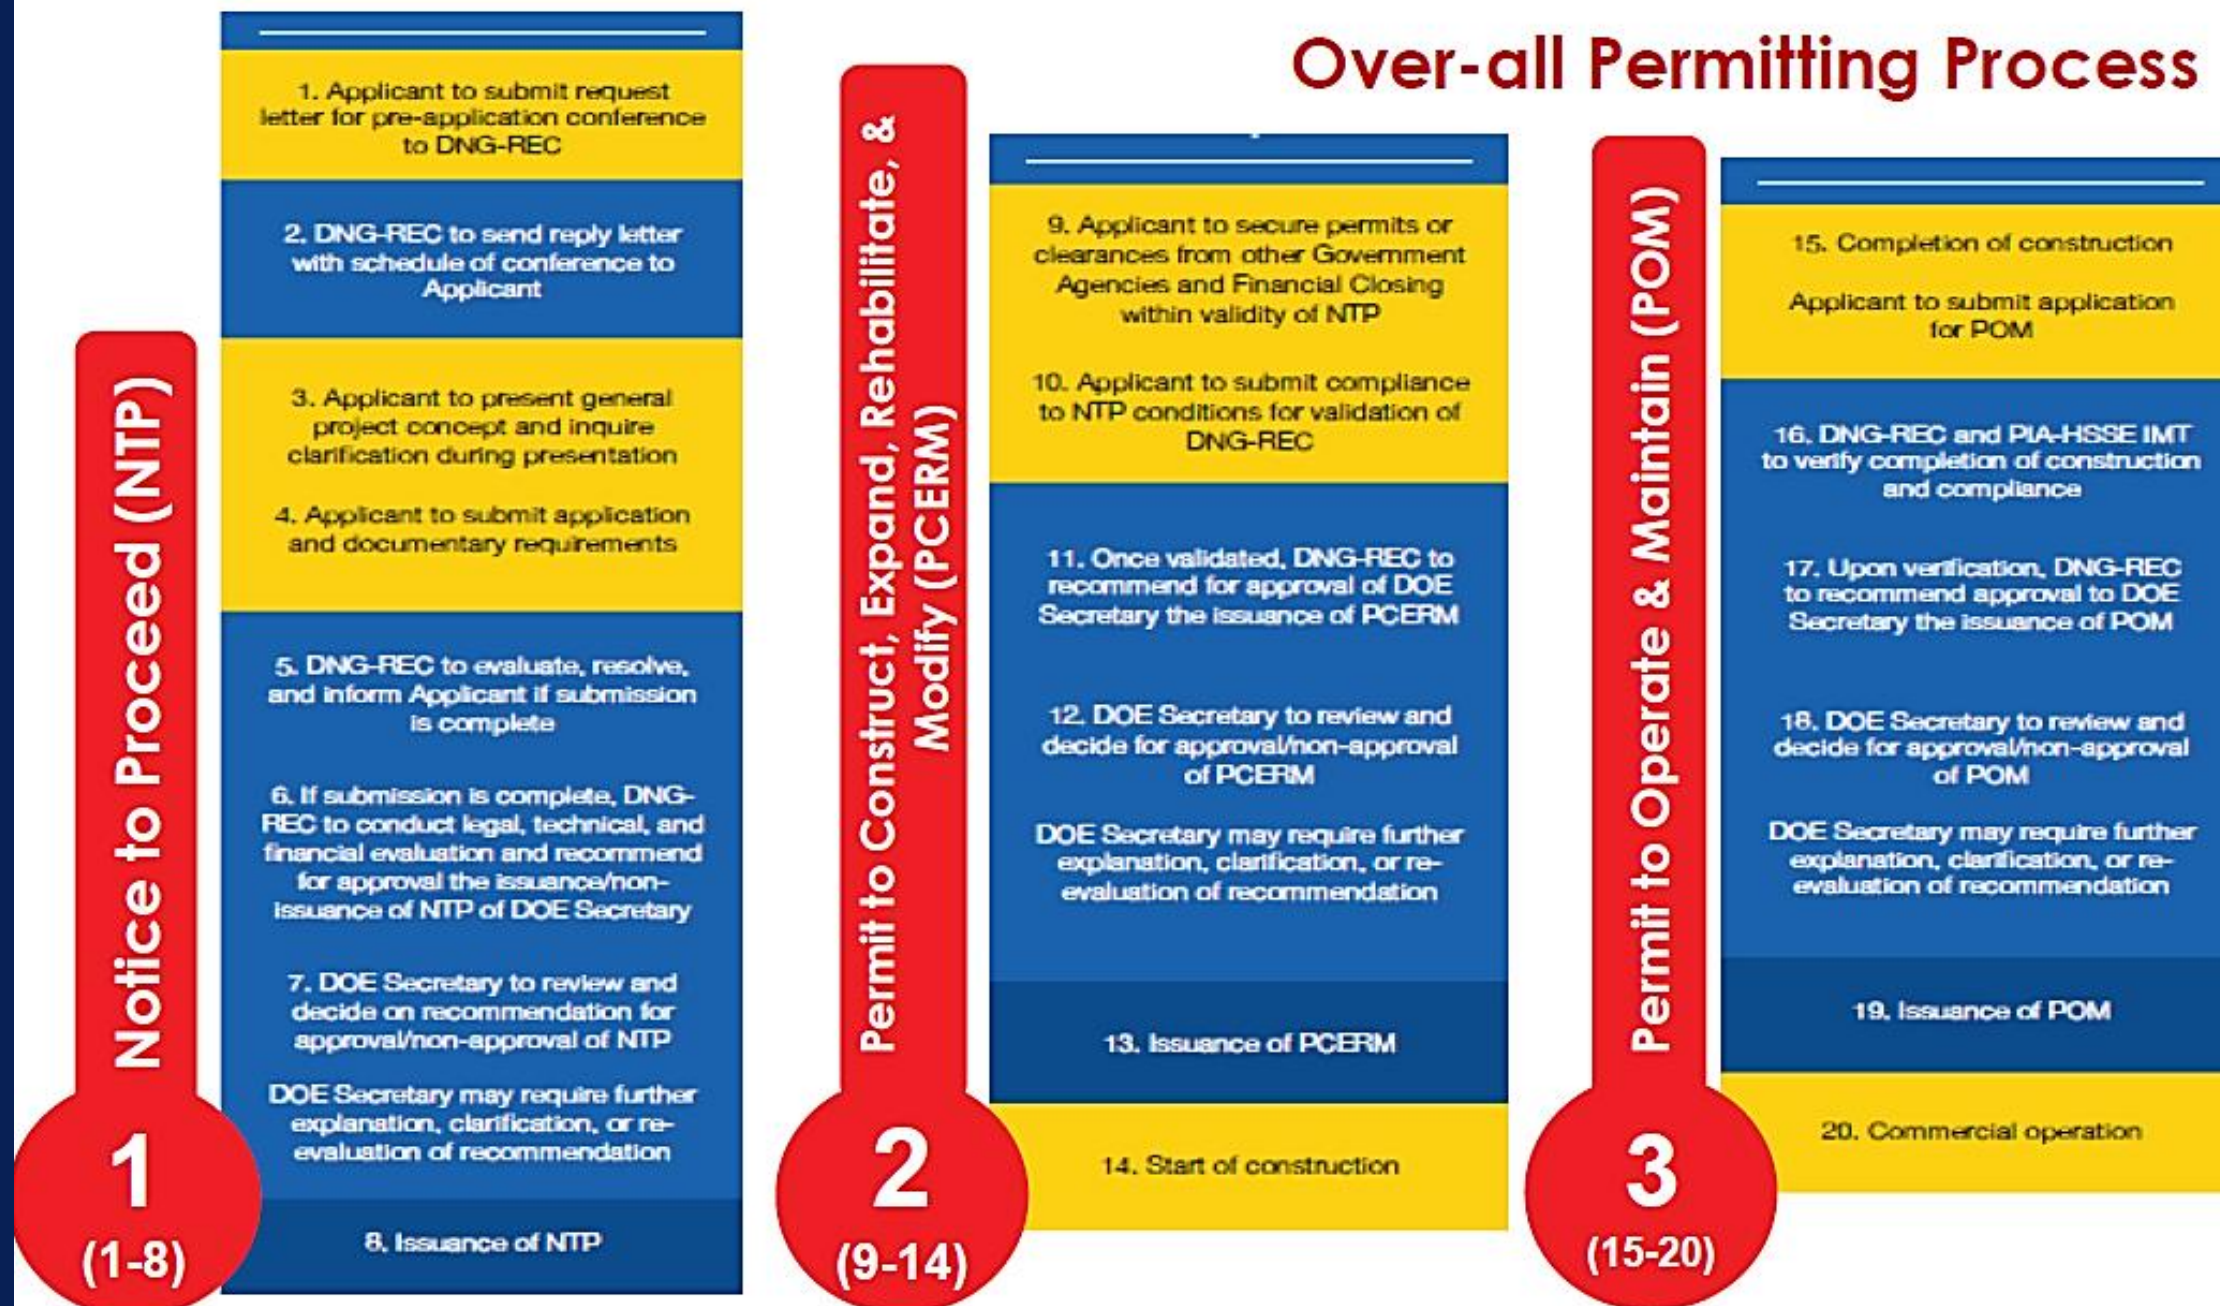 Over-all Permitting Process
Notice to Proceed (NTP)
1
(1-8)
1. Applicant to submit request
letter for pre-application conference
to DNG-REC
2. DNG-REC to send reply letter
with schedule of conference to
Applicant
3. Applicant to present general
project concept and inquire
clarification during presentation
4. Applicant to submit application
and documentary requirements
5. DNG-REC to evaluate, resolve,
and inform Applicant if submission
is complete
6. If submission is complete, DNG-
REC to conduct legal, technical, and
financial evaluation and recommend
for approval the issuance/non-
issuance of NTP of DOE Secretary
7. DOE Secretary to review and
decide on recommendation for
approval/non-approval of NTP
DOE Secretary may require further
explanation, clarification, or re-
evaluation of recommendation
8. Issuance of NTP
Permit to Construct, Expand, Rehabilitate, &
Modify (PCERM)
2
(9-14)
9. Applicant to secure permits or
clearances from other Government
Agencies and Financial Closing
within validity of NTP
10. Applicant to submit compliance
to NTP conditions for validation of
DNG-REC
11. Once validated, DNG-REC to
recommend for approval of DOE
Secretary the issuance of PCERM
12. DOE Secretary to review and
decide for approval/non-approval
of PCERM
DOE Secretary may require further
explanation, clarification, or re-
evaluation of recommendation
13. Issuance of PCERM
14. Start of construction
Permit to Operate & Maintain (POM)
3
(15-20)
15. Completion of construction
Applicant to submit application
for POM
16. DNG-REC and PIA-HSSE IMT
to verify completion of construction
and compliance
17. Upon verification, DNG-REC
to recommend approval to DOE
Secretary the issuance of POM
18. DOE Secretary to review and
decide for approval/non-approval
of POM
DOE Secretary may require further
explanation, clarification, or re-
evaluation of recommendation
19. Issuance of POM
20. Commercial operation